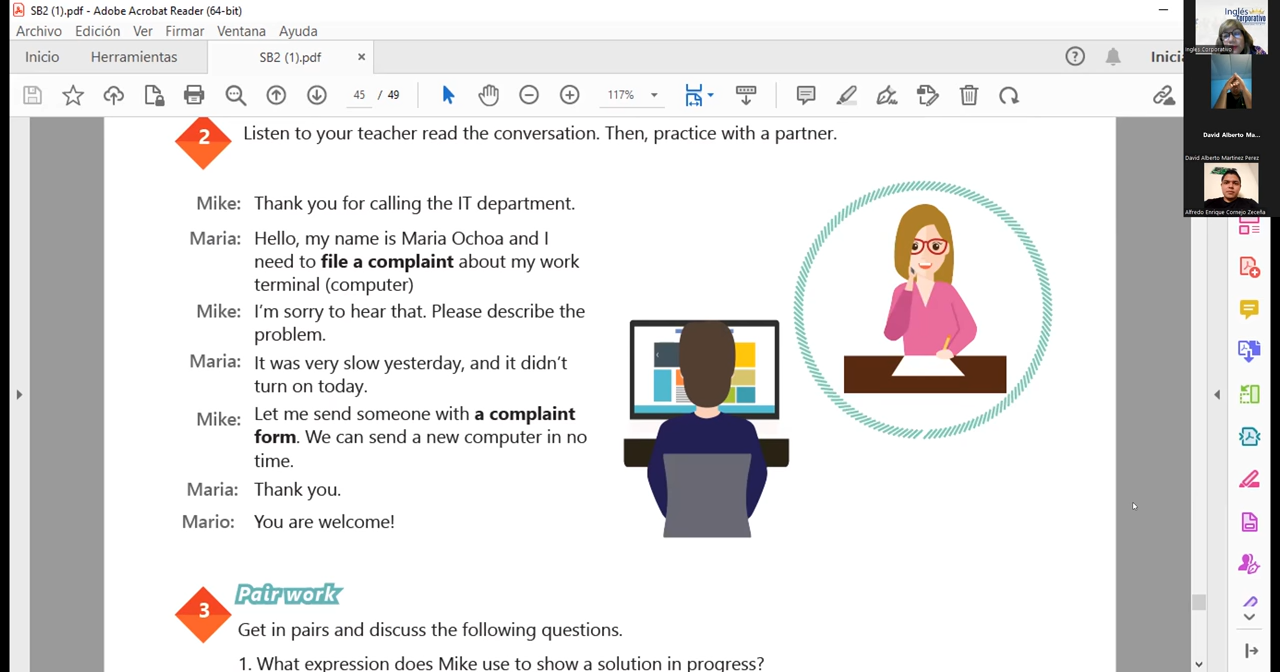 SB2 (1).pdf - Adobe Acrobat Reader (64-bit)
Archivo Edición Ver Firmar Ventana Ayuda
Inicio Herramientas SB2 (1).pdf × Inicia
45 / 49 117%
Inglés
Corporativo
Inglés Corporativo
David Alberto Ma...
David Alberto Martinez Perez
Alfredo Enrique Cornejo Zeceña
2 Listen to your teacher read the conversation. Then, practice with a partner.
Mike: Thank you for calling the IT department.
Maria: Hello, my name is Maria Ochoa and I
need to file a complaint about my work
terminal (computer)
Mike: I’m sorry to hear that. Please describe the
problem.
Maria: It was very slow yesterday, and it didn’t
turn on today.
Mike: Let me send someone with a complaint
form. We can send a new computer in no
time.
Maria: Thank you.
Mario: You are welcome!
3 Pair work
Get in pairs and discuss the following questions.
1. What expression does Mike use to show a solution in progress?